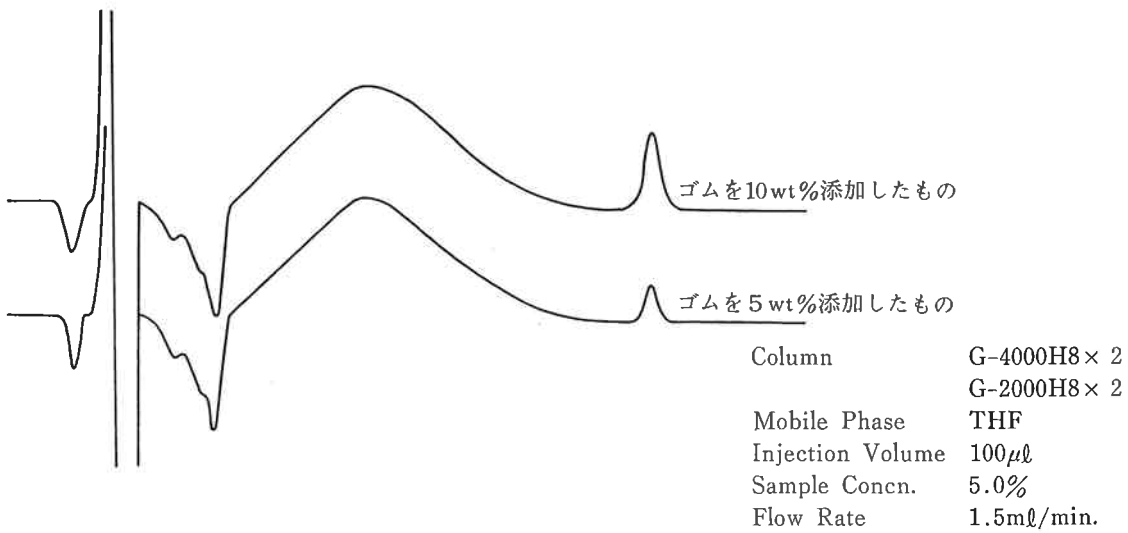 ゴムを10wt%添加したもの
ゴムを5wt%添加したもの
Column G-4000H8×2
G-2000H8×2
Mobile Phase THF
Injection Volume 100μℓ
Sample Concn. 5.0%
Flow Rate 1.5mℓ/min.